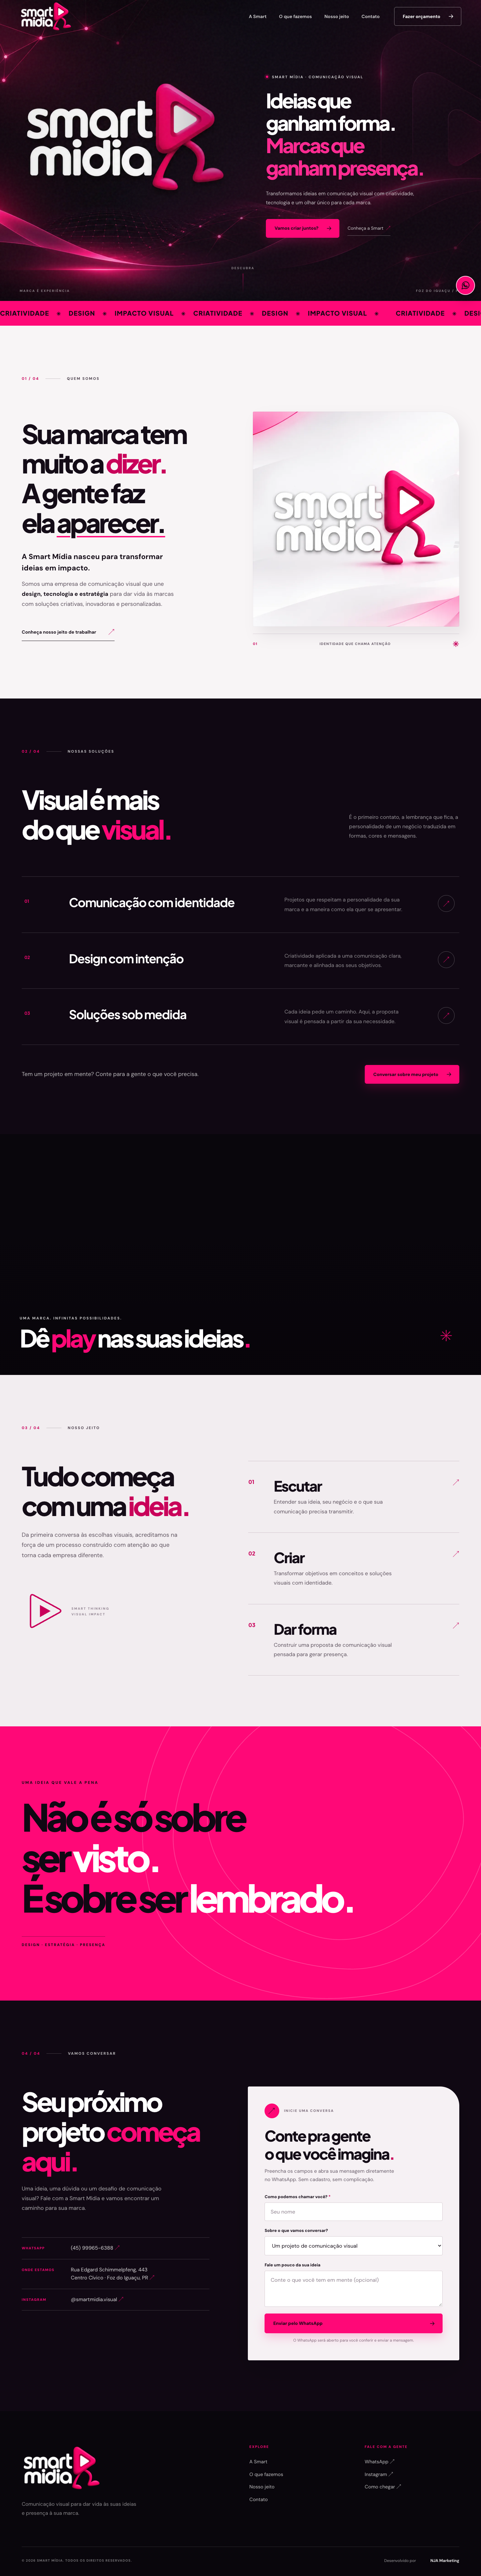 smart
midia
A Smart
O que fazemos
Nosso jeito
Contato
Fazer orçamento
smart
midia
SMART MÍDIA · COMUNICAÇÃO VISUAL
Ideias que
ganham forma.
Marcas que
ganham presença.
Transformamos ideias em comunicação visual com criatividade,
tecnologia e um olhar único para cada marca.
Vamos criar juntos?
Conheça a Smart
DESCUBRA
MARCA É EXPERIÊNCIA
FOZ DO IGUAÇU
CRIATIVIDADE DESIGN IMPACTO VISUAL CRIATIVIDADE DESIGN IMPACTO VISUAL CRIATIVIDADE DESI
01 / 04
QUEM SOMOS
Sua marca tem
muito a dizer.
A gente faz
ela aparecer.
A Smart Mídia nasceu para transformar
ideias em impacto.
Somos uma empresa de comunicação visual que une
design, tecnologia e estratégia para dar vida às marcas
com soluções criativas, inovadoras e personalizadas.
Conheça nosso jeito de trabalhar
smart
midia
01
IDENTIDADE QUE CHAMA ATENÇÃO
02 / 04
NOSSAS SOLUÇÕES
Visual é mais
do que visual.
É o primeiro contato, a lembrança que fica, a
personalidade de um negócio traduzida em
formas, cores e mensagens.
01
Comunicação com identidade
Projetos que respeitam a personalidade da sua
marca e a maneira como ela quer se apresentar.
02
Design com intenção
Criatividade aplicada a uma comunicação clara,
marcante e alinhada aos seus objetivos.
03
Soluções sob medida
Cada ideia pede um caminho. Aqui, a proposta
visual é pensada a partir da sua necessidade.
Tem um projeto em mente? Conte para a gente o que você precisa.
Conversar sobre meu projeto
UMA MARCA. INFINITAS POSSIBILIDADES.
Dê play nas suas ideias.
03 / 04
NOSSO JEITO
Tudo começa
com uma ideia.
Da primeira conversa às escolhas visuais, acreditamos na
força de um processo construído com atenção ao que
torna cada empresa diferente.
SMART THINKING
VISUAL IMPACT
01
Escutar
Entender sua ideia, seu negócio e o que sua
comunicação precisa transmitir.
02
Criar
Transformar objetivos em conceitos e soluções
visuais com identidade.
03
Dar forma
Construir uma proposta de comunicação visual
pensada para gerar presença.
UMA IDEIA QUE VALE A PENA
Não é só sobre
ser visto.
É sobre ser lembrado.
DESIGN · ESTRATÉGIA · PRESENÇA
04 / 04
VAMOS CONVERSAR
Seu próximo
projeto começa
aqui.
Uma ideia, uma dúvida ou um desafio de comunicação
visual? Fale com a Smart Mídia e vamos encontrar um
caminho para sua marca.
WHATSAPP
(45) 99965-6388
ONDE ESTAMOS
Rua Edgard Schimmelpfeng, 443
Centro Cívico · Foz do Iguaçu, PR
INSTAGRAM
@smartmidia.visual
INICIE UMA CONVERSA
Conte pra gente
o que você imagina.
Preencha os campos e abra sua mensagem diretamente
no WhatsApp. Sem cadastro, sem complicação.
Como podemos chamar você? *
Seu nome
Sobre o que vamos conversar?
Um projeto de comunicação visual
Fale um pouco da sua ideia
Conte o que você tem em mente (opcional)
Enviar pelo WhatsApp
O WhatsApp será aberto para você conferir e enviar a mensagem.
smart
midia
Comunicação visual para dar vida às suas ideias
e presença à sua marca.
EXPLORE
A Smart
O que fazemos
Nosso jeito
Contato
FALE COM A GENTE
WhatsApp
Instagram
Como chegar
© 2026 SMART MÍDIA. TODOS OS DIREITOS RESERVADOS.
Desenvolvido por
NJA Marketing